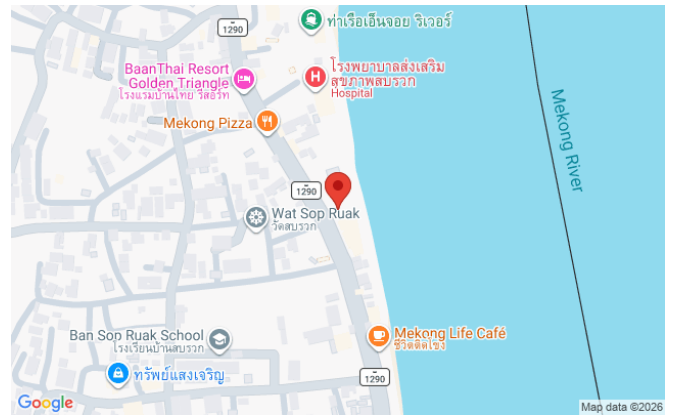 ท่าเรือเอ็นจอย ริเวอร์
1290
BaanThai Resort
Golden Triangle
โรงแรมบ้านไทย รีสอร์ท
โรงพยาบาลส่งเสริม
สุขภาพสบรวก
Hospital
Mekong Pizza
Mekong River
1290
Wat Sop Ruak
วัดสบรวก
Ban Sop Ruak School
โรงเรียนบ้านสบรวก
Mekong Life Café
ชีวิตติดโขง
ทรัพย์แสงเจริญ
1290
Google
Map data ©2026